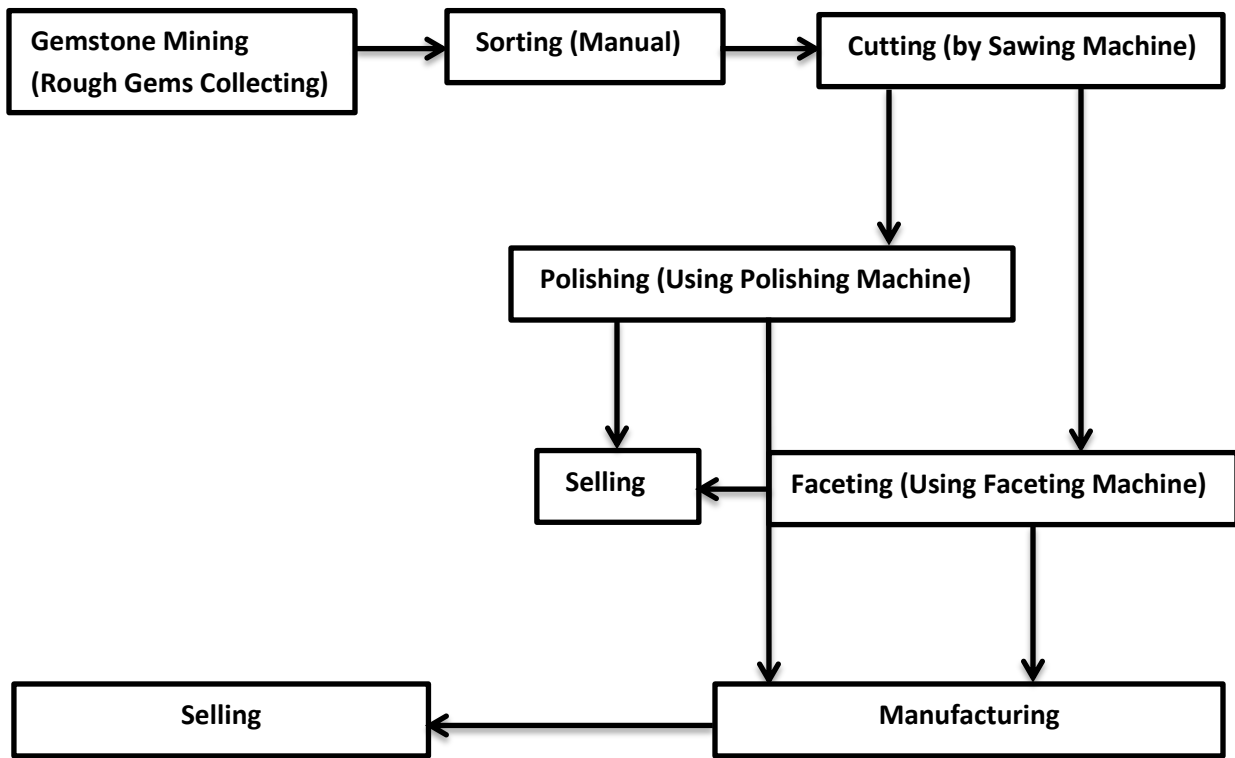 Gemstone Mining
(Rough Gems Collecting)
Sorting (Manual)
Cutting (by Sawing Machine)
Polishing (Using Polishing Machine)
Selling
Faceting (Using Faceting Machine)
Selling
Manufacturing